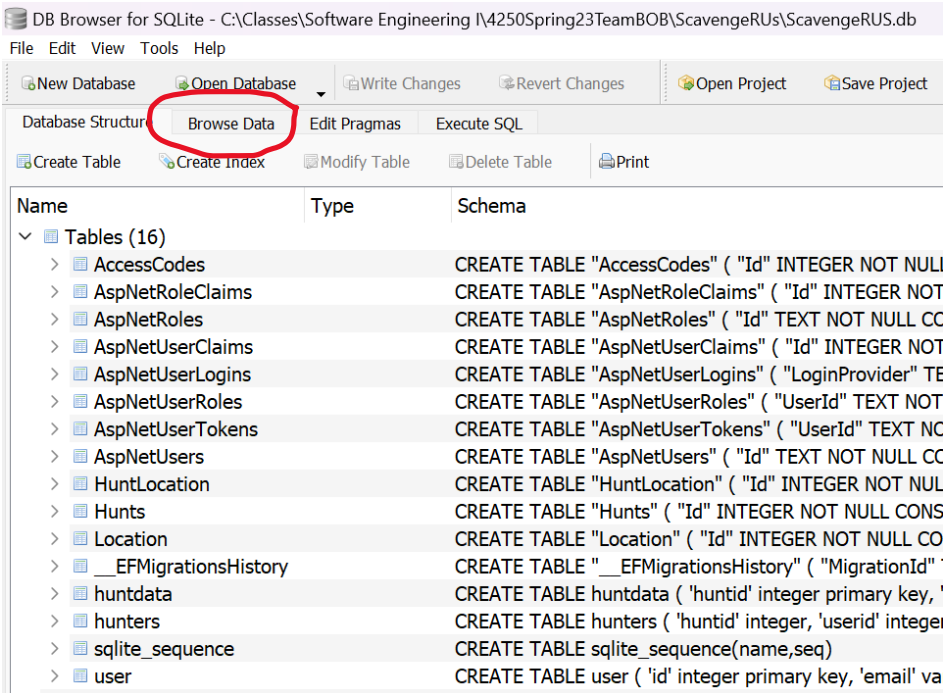 DB Browser for SQLite - C:\Classes\Software Engineering I\4250Spring23TeamBOB\ScavengeRUs\ScavengeRUS.db
File Edit View Tools Help
New Database Open Database Write Changes Revert Changes Open Project Save Project
Database Structure Browse Data Edit Pragmas Execute SQL
Create Table Create Index Modify Table Delete Table Print
Name Type Schema
Tables (16)
AccessCodes CREATE TABLE "AccessCodes" ( "Id" INTEGER NOT NULL
AspNetRoleClaims CREATE TABLE "AspNetRoleClaims" ( "Id" INTEGER NOT
AspNetRoles CREATE TABLE "AspNetRoles" ( "Id" TEXT NOT NULL CO
AspNetUserClaims CREATE TABLE "AspNetUserClaims" ( "Id" INTEGER NOT
AspNetUserLogins CREATE TABLE "AspNetUserLogins" ( "LoginProvider" TE
AspNetUserRoles CREATE TABLE "AspNetUserRoles" ( "UserId" TEXT NOT
AspNetUserTokens CREATE TABLE "AspNetUserTokens" ( "UserId" TEXT NO
AspNetUsers CREATE TABLE "AspNetUsers" ( "Id" TEXT NOT NULL CO
HuntLocation CREATE TABLE "HuntLocation" ( "Id" INTEGER NOT NUL
Hunts CREATE TABLE "Hunts" ( "Id" INTEGER NOT NULL CONS
Location CREATE TABLE "Location" ( "Id" INTEGER NOT NULL CO
__EFMigrationsHistory CREATE TABLE "__EFMigrationsHistory" ( "MigrationId"
huntdata CREATE TABLE huntdata ( 'huntid' integer primary key, '
hunters CREATE TABLE hunters ( 'huntid' integer, 'userid' integer
sqlite_sequence CREATE TABLE sqlite_sequence(name,seq)
user CREATE TABLE user ( 'id' integer primary key, 'email' va